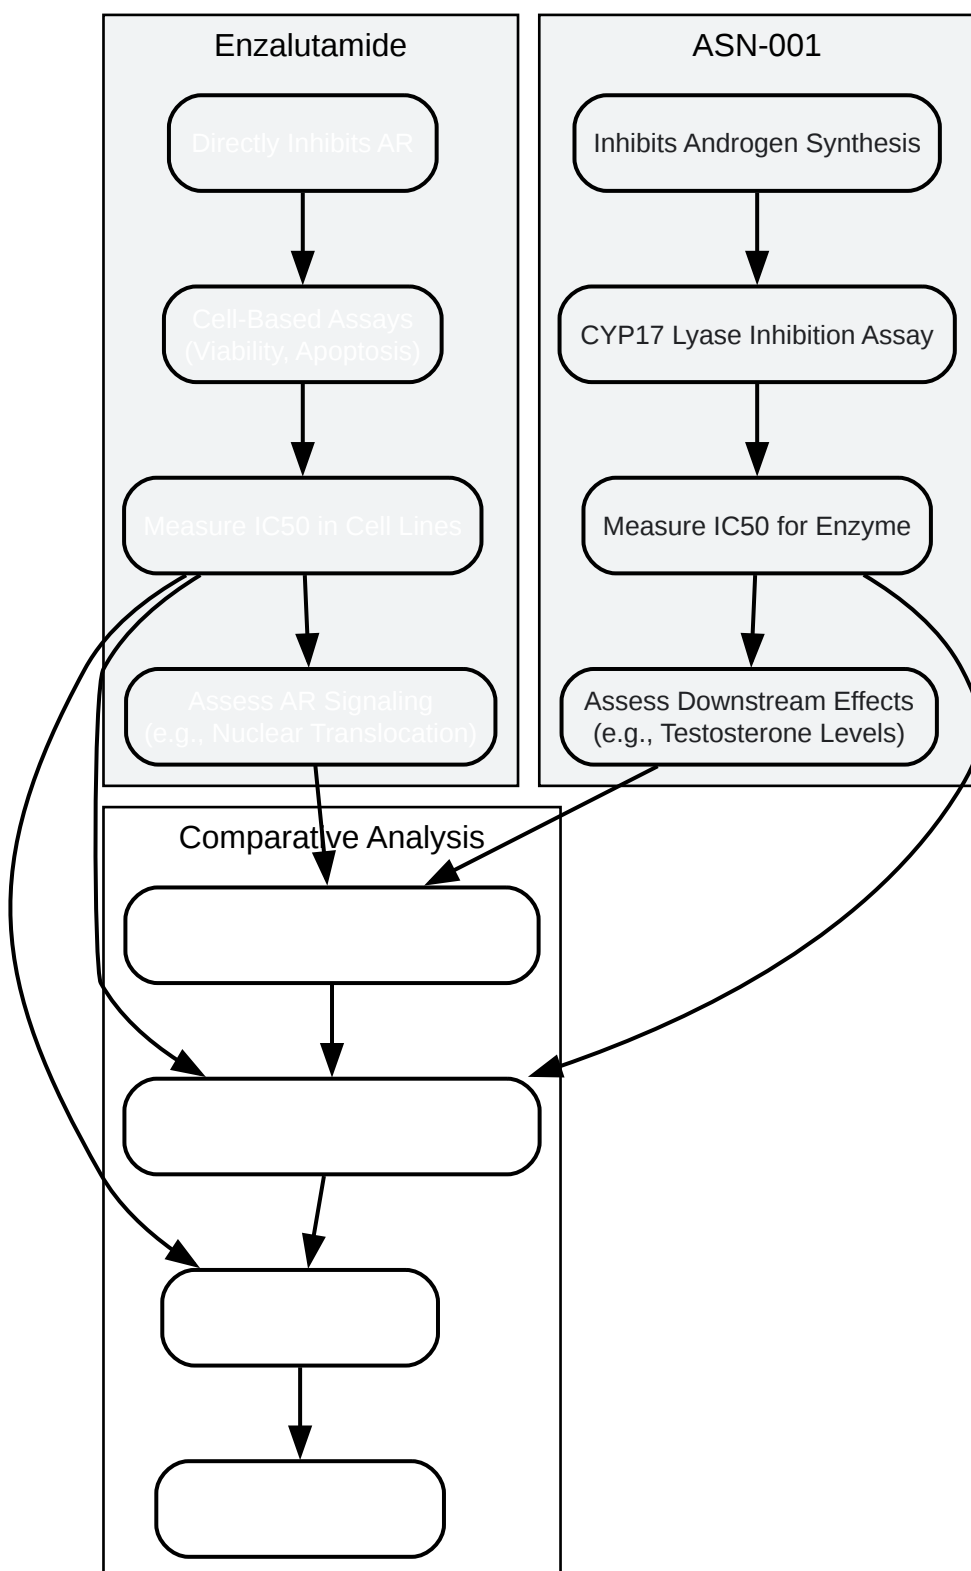 Enzalutamide
Directly Inhibits AR
Cell-Based Assays
(Viability, Apoptosis)
Measure IC50 in Cell Lines
Assess AR Signaling
(e.g., Nuclear Translocation)
ASN-001
Inhibits Androgen Synthesis
CYP17 Lyase Inhibition Assay
Measure IC50 for Enzyme
Assess Downstream Effects
(e.g., Testosterone Levels)
Comparative Analysis